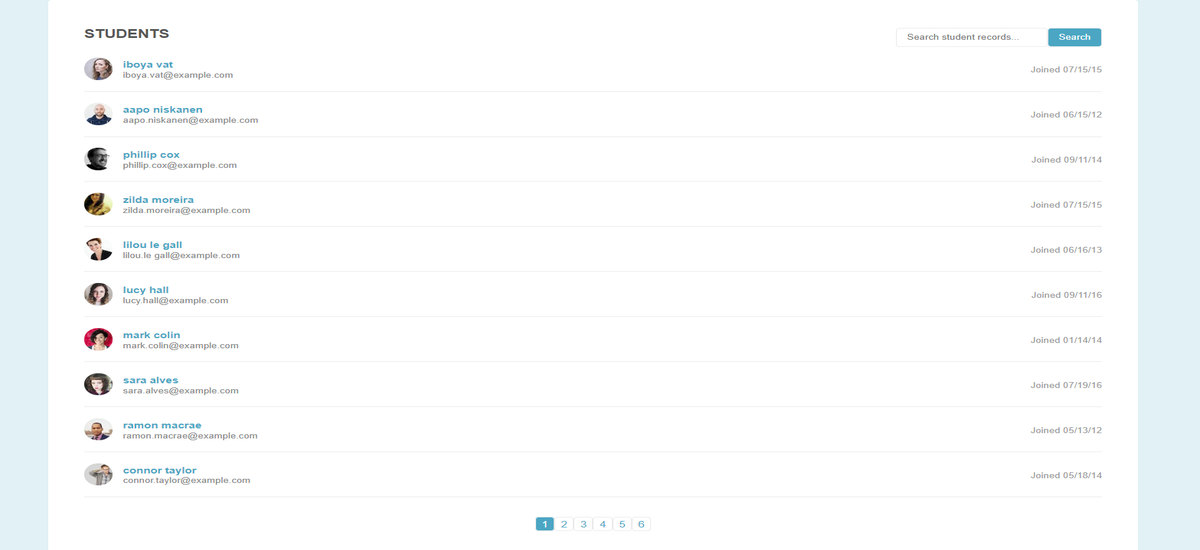 STUDENTS
Search student records...
Search
iboya vat
iboya.vat@example.com
Joined 07/15/15
aapo niskanen
aapo.niskanen@example.com
Joined 06/15/12
phillip cox
phillip.cox@example.com
Joined 09/11/14
zilda moreira
zilda.moreira@example.com
Joined 07/15/15
lilou le gall
lilou.le gall@example.com
Joined 06/16/13
lucy hall
lucy.hall@example.com
Joined 09/11/16
mark colin
mark.colin@example.com
Joined 01/14/14
sara alves
sara.alves@example.com
Joined 07/19/16
ramon macrae
ramon.macrae@example.com
Joined 05/13/12
connor taylor
connor.taylor@example.com
Joined 05/18/14
1 2 3 4 5 6